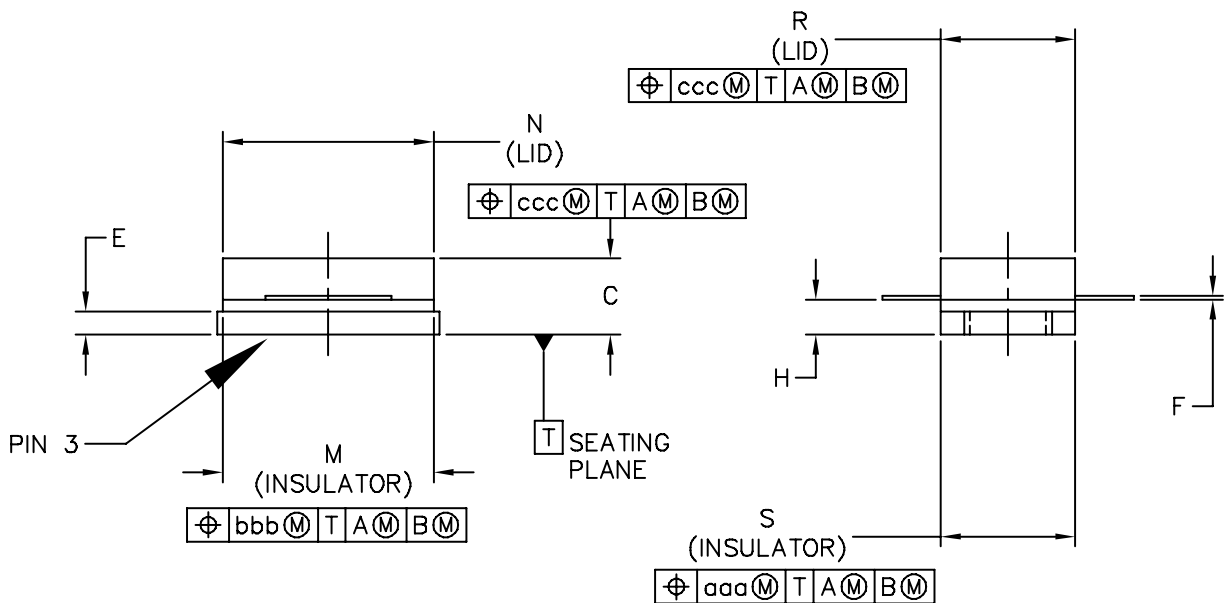 R
(LID)
⌖ ccc Ⓜ T A Ⓜ B Ⓜ
N
(LID)
⌖ ccc Ⓜ T A Ⓜ B Ⓜ
E
C
H
F
PIN 3
T SEATING
PLANE
M
(INSULATOR)
⌖ bbb Ⓜ T A Ⓜ B Ⓜ
S
(INSULATOR)
⌖ aaa Ⓜ T A Ⓜ B Ⓜ